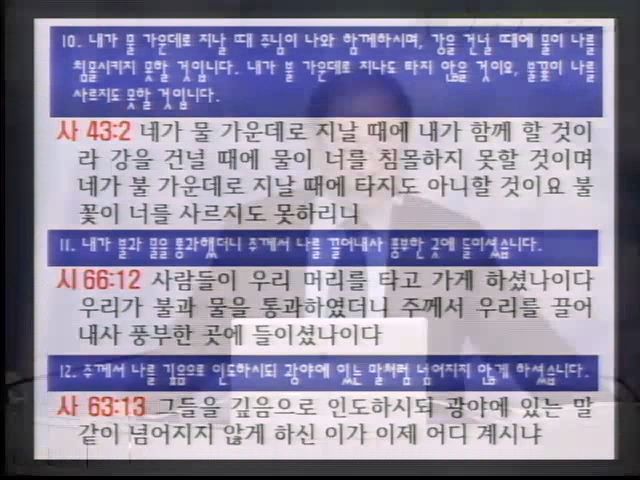 10. 내가 물 가운데로 지날 때 주님이 나와 함께하시며, 강을 건널 때에 물이 나를
침몰시키지 못할 것입니다. 내가 불 가운데로 지나도 타지 않을 것이요, 불꽃이 나를
사르지도 못할 것입니다.
사 43:2 네가 물 가운데로 지날 때에 내가 함께 할 것이
라 강을 건널 때에 물이 너를 침몰하지 못할 것이며
네가 불 가운데로 지날 때에 타지도 아니할 것이요 불
꽃이 너를 사르지도 못하리니
11. 내가 불과 물을 통과했더니 주께서 나를 끌어내사 풍부한 곳에 들이셨습니다.
시 66:12 사람들이 우리 머리를 타고 가게 하셨나이다
우리가 불과 물을 통과하였더니 주께서 우리를 끌어
내사 풍부한 곳에 들이셨나이다
12. 주께서 나를 깊음으로 인도하시되 광야에 있는 말처럼 넘어지지 않게 하셨습니다.
사 63:13 그들을 깊음으로 인도하시되 광야에 있는 말
같이 넘어지지 않게 하신 이가 이제 어디 계시냐